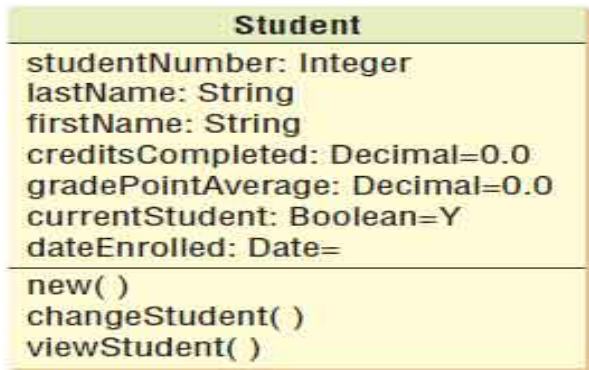 Student
studentNumber: Integer
lastName: String
firstName: String
creditsCompleted: Decimal=0.0
gradePointAverage: Decimal=0.0
currentStudent: Boolean=Y
dateEnrolled: Date=
new( )
changeStudent( )
viewStudent( )